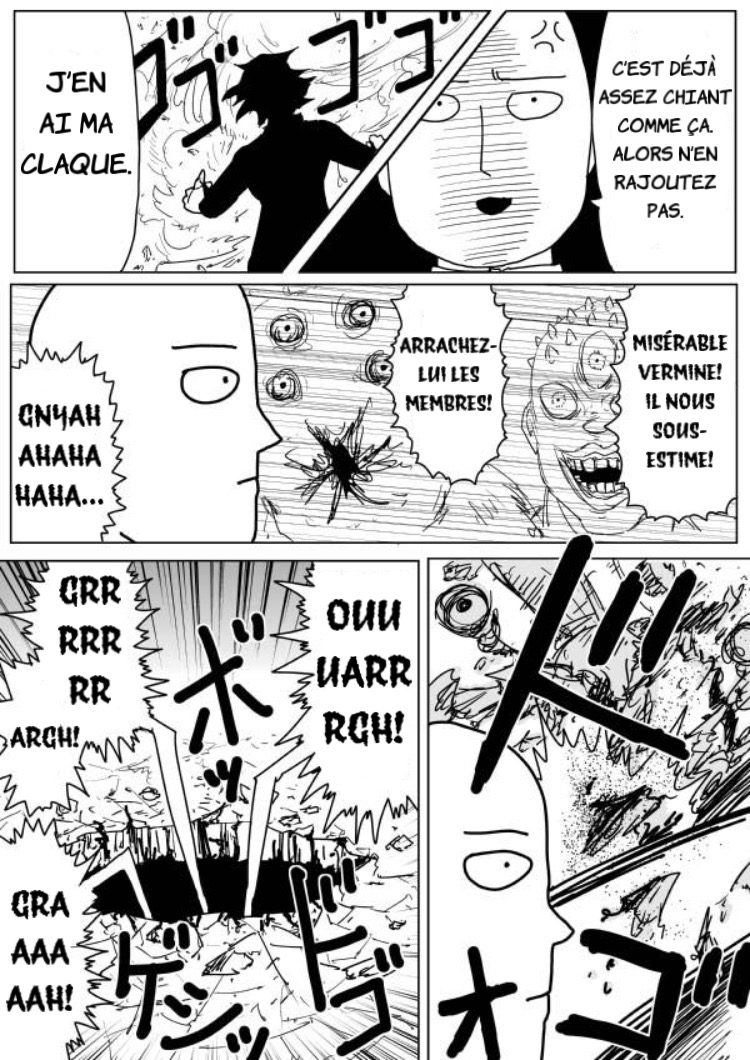 C'EST DÉJÀ
ASSEZ CHIANT
COMME ÇA.
ALORS N'EN
RAJOUTEZ
PAS.
J'EN
AI MA
CLAQUE.
ゴゴゴ
MISÉRABLE
VERMINE!
IL NOUS
SOUS-
ESTIME!
ARRACHEZ-
LUI LES
MEMBRES!
GNYAH
AHAHA
HAHA...
ドゴォ
OUU
UARR
RGH!
ボッ
GRR
RRR
RR
ARGH!
GRA
AAA
AAH!
ヒゴ
ゲシッ